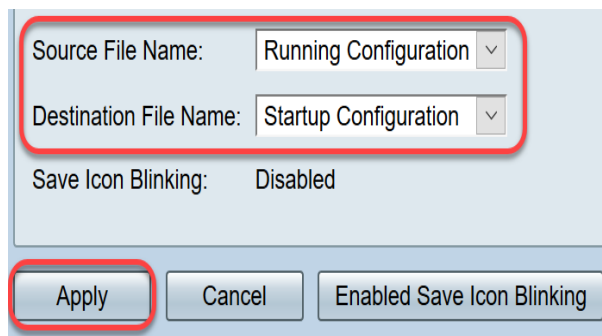 Source File Name: Running Configuration
Destination File Name: Startup Configuration
Save Icon Blinking: Disabled
Apply Cancel Enabled Save Icon Blinking